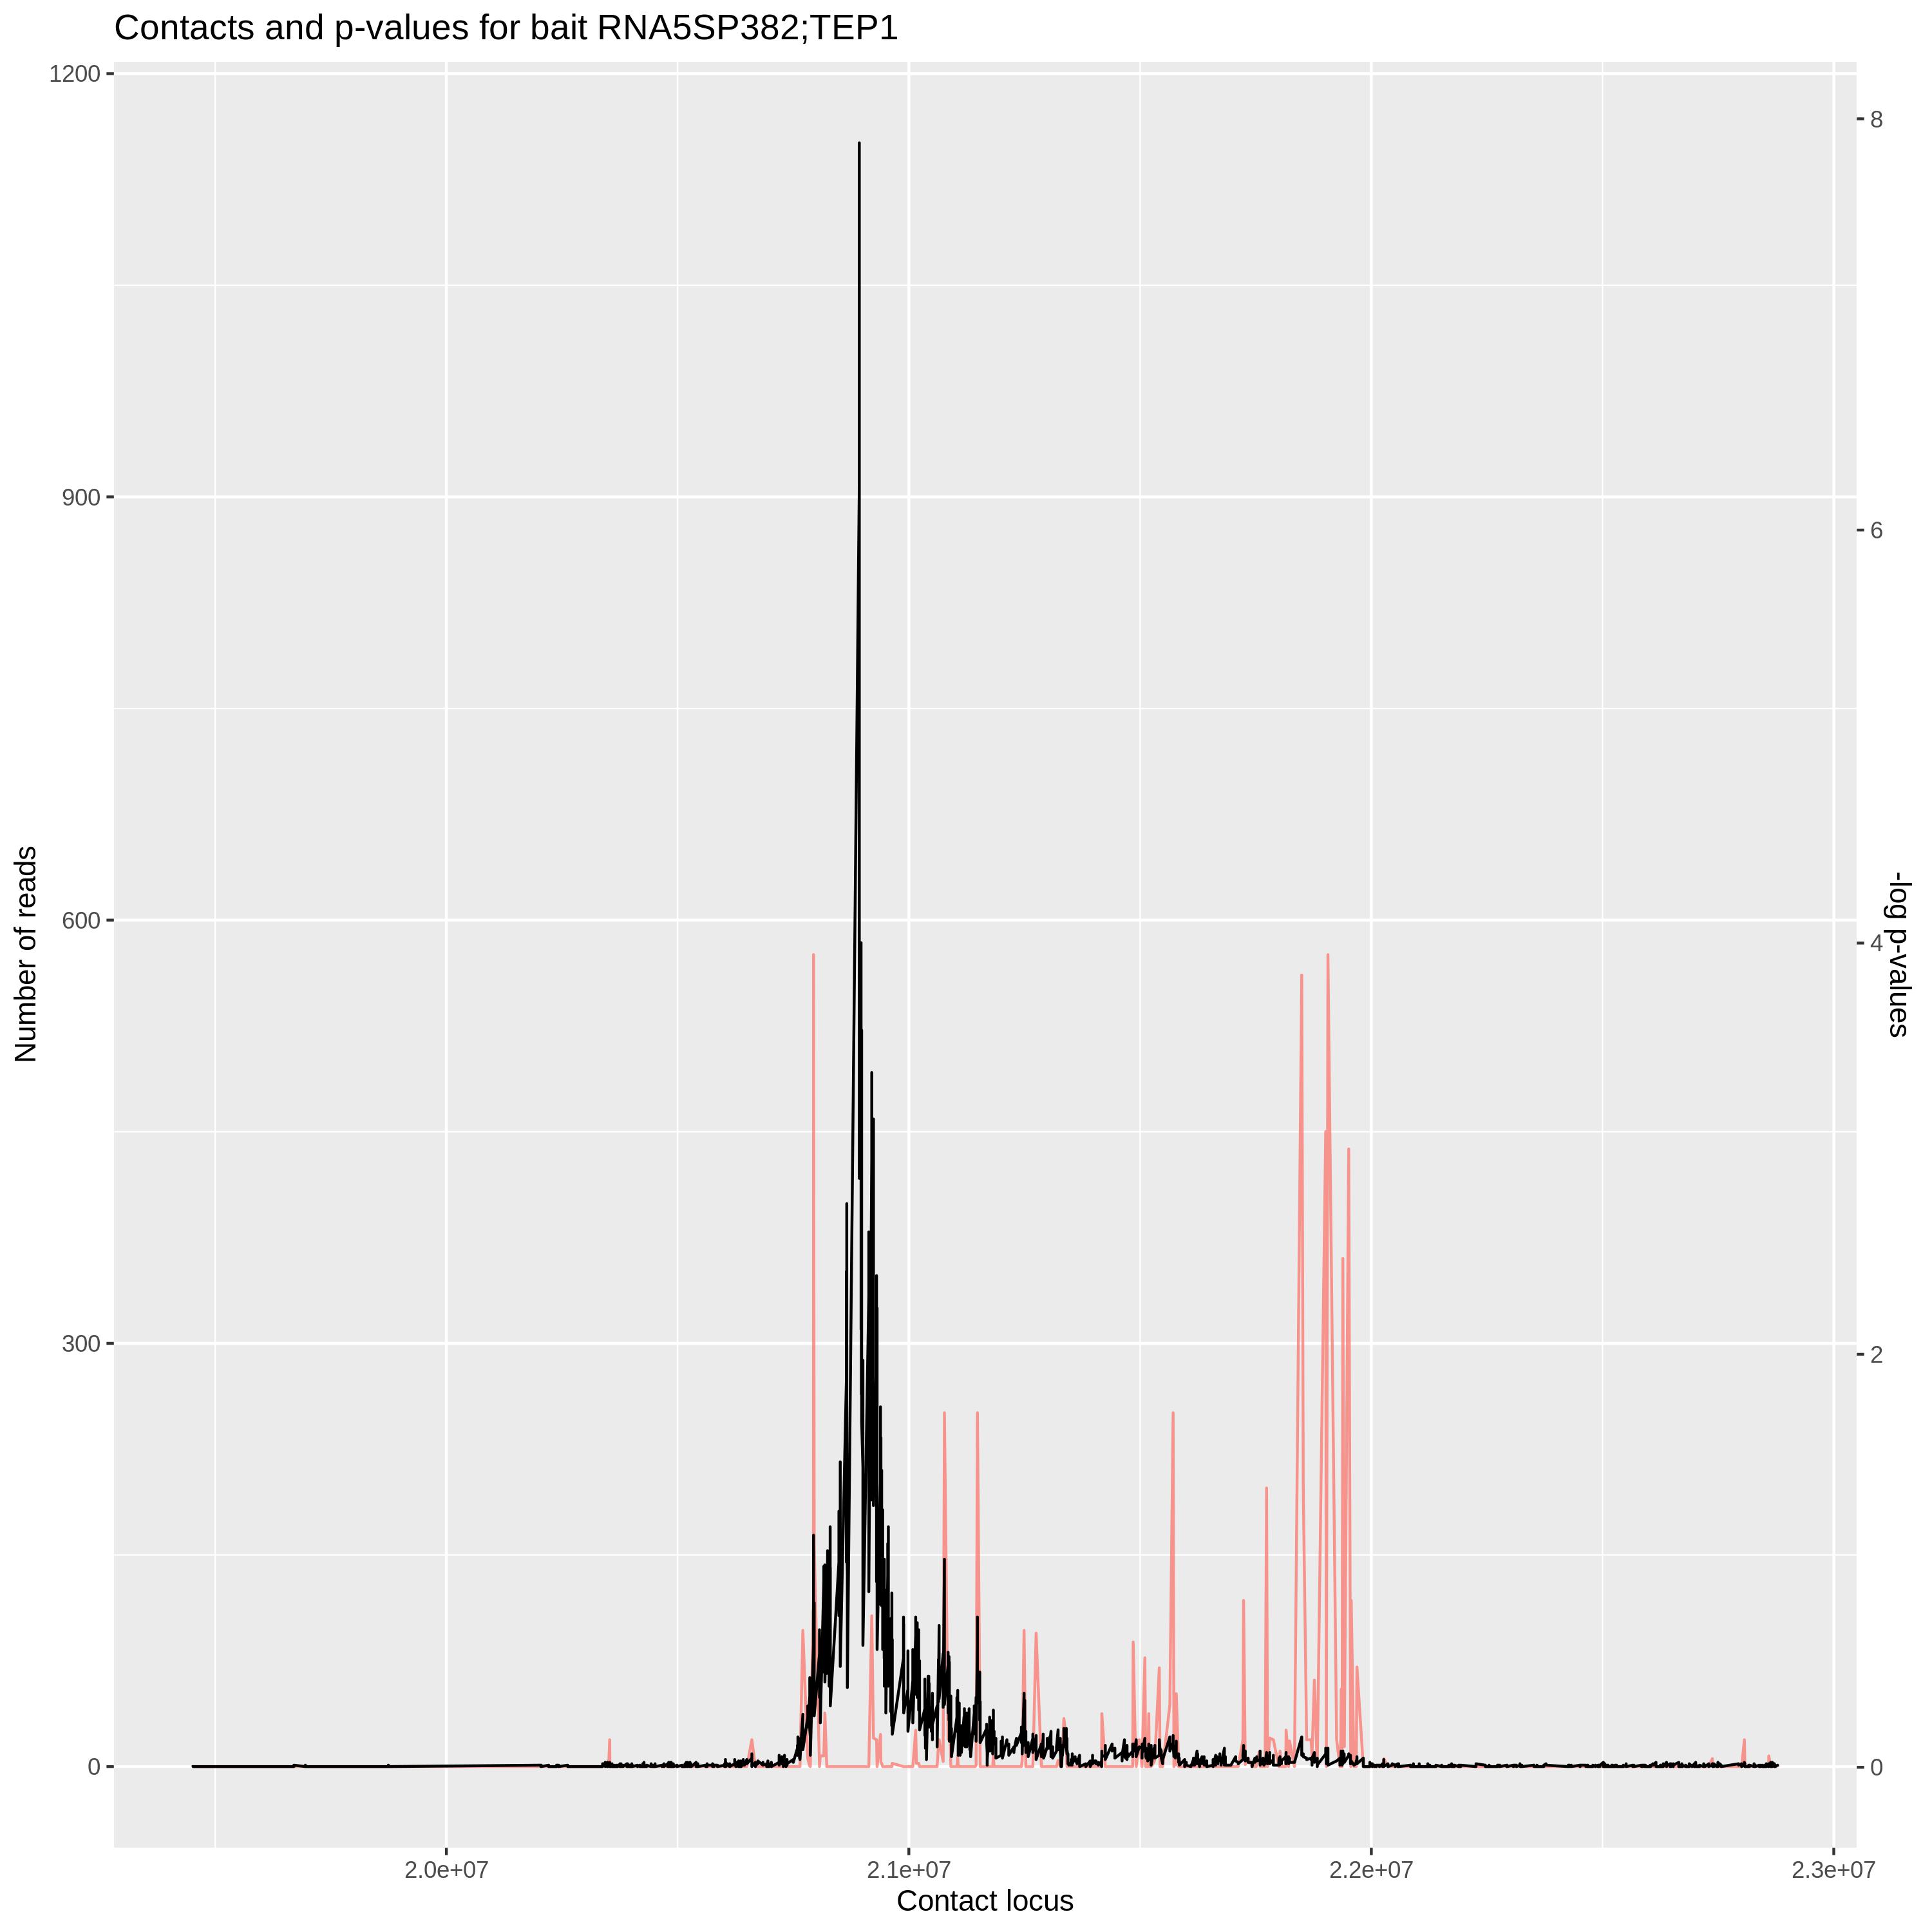 Contacts and p-values for bait RNA5SP382;TEP1
1200
900
600
300
0
Number of reads
8
6
4
2
0
-log p-values
2.0e+07
2.1e+07
2.2e+07
2.3e+07
Contact locus